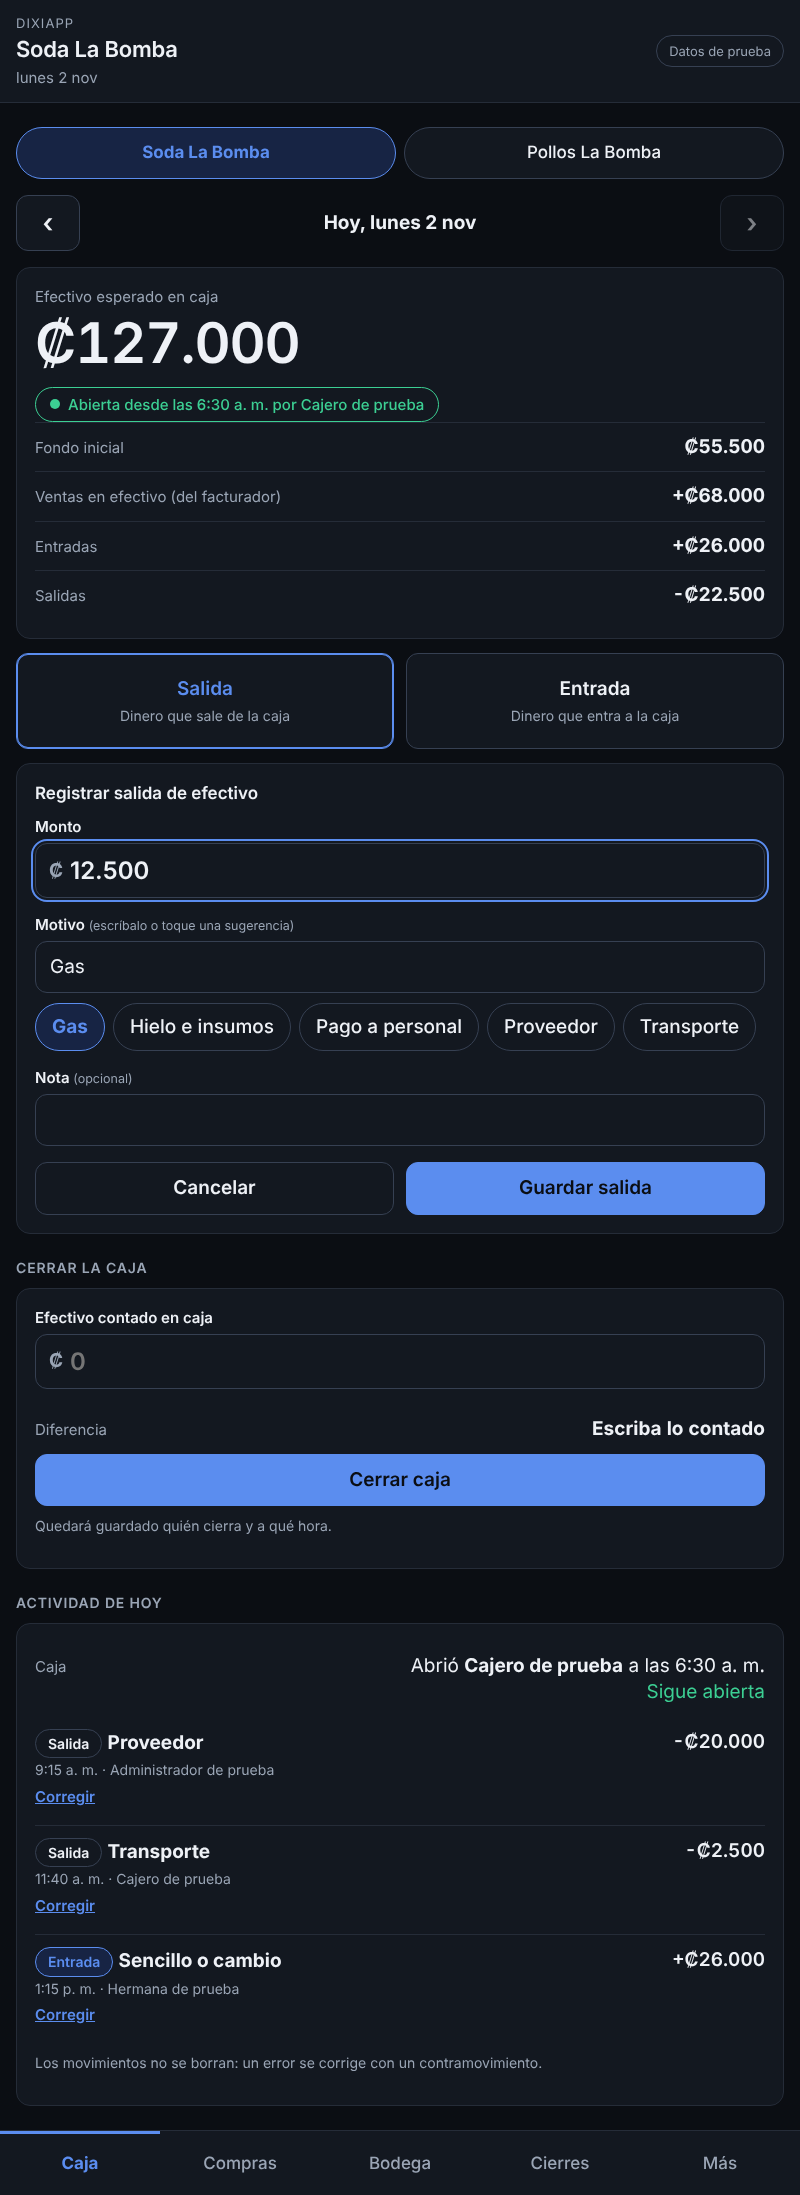 DIXIAPP
Soda La Bomba
lunes 2 nov
Datos de prueba
Soda La Bomba
Pollos La Bomba
‹
Hoy, lunes 2 nov
›
Efectivo esperado en caja
₡127.000
Abierta desde las 6:30 a. m. por Cajero de prueba
Fondo inicial ₡55.500
Ventas en efectivo (del facturador) +₡68.000
Entradas +₡26.000
Salidas -₡22.500
Salida
Dinero que sale de la caja
Entrada
Dinero que entra a la caja
Registrar salida de efectivo
Monto
₡ 12.500
Motivo (escríbalo o toque una sugerencia)
Gas
Gas
Hielo e insumos
Pago a personal
Proveedor
Transporte
Nota (opcional)
Cancelar
Guardar salida
CERRAR LA CAJA
Efectivo contado en caja
₡ 0
Diferencia Escriba lo contado
Cerrar caja
Quedará guardado quién cierra y a qué hora.
ACTIVIDAD DE HOY
Caja Abrió Cajero de prueba a las 6:30 a. m.
Sigue abierta
Salida Proveedor -₡20.000
9:15 a. m. · Administrador de prueba
Corregir
Salida Transporte -₡2.500
11:40 a. m. · Cajero de prueba
Corregir
Entrada Sencillo o cambio +₡26.000
1:15 p. m. · Hermana de prueba
Corregir
Los movimientos no se borran: un error se corrige con un contramovimiento.
Caja
Compras
Bodega
Cierres
Más